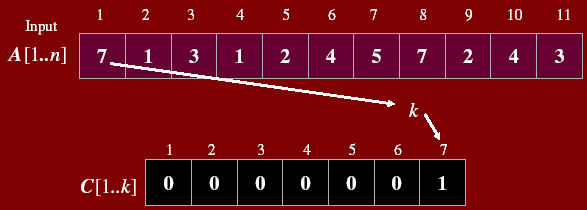 1 2 3 4 5 6 7 8 9 10 11
Input
A[1..n] 7 1 3 1 2 4 5 7 2 4 3
k
1 2 3 4 5 6 7
C[1..k] 0 0 0 0 0 0 1